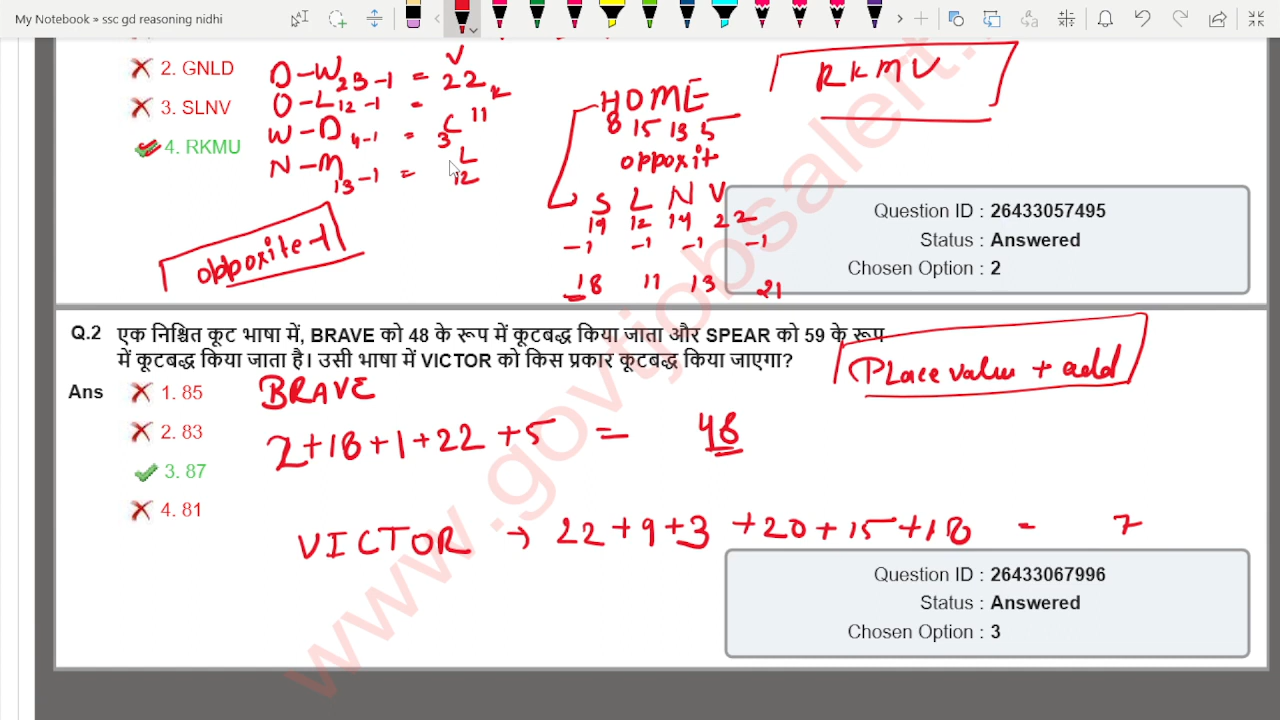 My Notebook » ssc gd reasoning nidhi
2. GNLD
3. SLNV
4. RKMU
D-W 23-1 = 22 V
O-L 12-1 = 11 K
W-D 4-1 = 3 C
N-M 13-1 = 12 L
opposite-1
HOME
8 15 13 5
opposit
S L N V
19 12 14 22
-1 -1 -1 -1
18 11 13 21
RKMU
Question ID : 26433057495
Status : Answered
Chosen Option : 2
Q.2 एक निश्चित कूट भाषा में, BRAVE को 48 के रूप में कूटबद्ध किया जाता और SPEAR को 59 के रूप
में कूटबद्ध किया जाता है। उसी भाषा में VICTOR को किस प्रकार कूटबद्ध किया जाएगा?
Place value + add
Ans 1. 85
2. 83
3. 87
4. 81
BRAVE
2+18+1+22+5 = 48
VICTOR → 22+9+3+20+15+18 = 7
Question ID : 26433067996
Status : Answered
Chosen Option : 3
www.govtjobsalert.